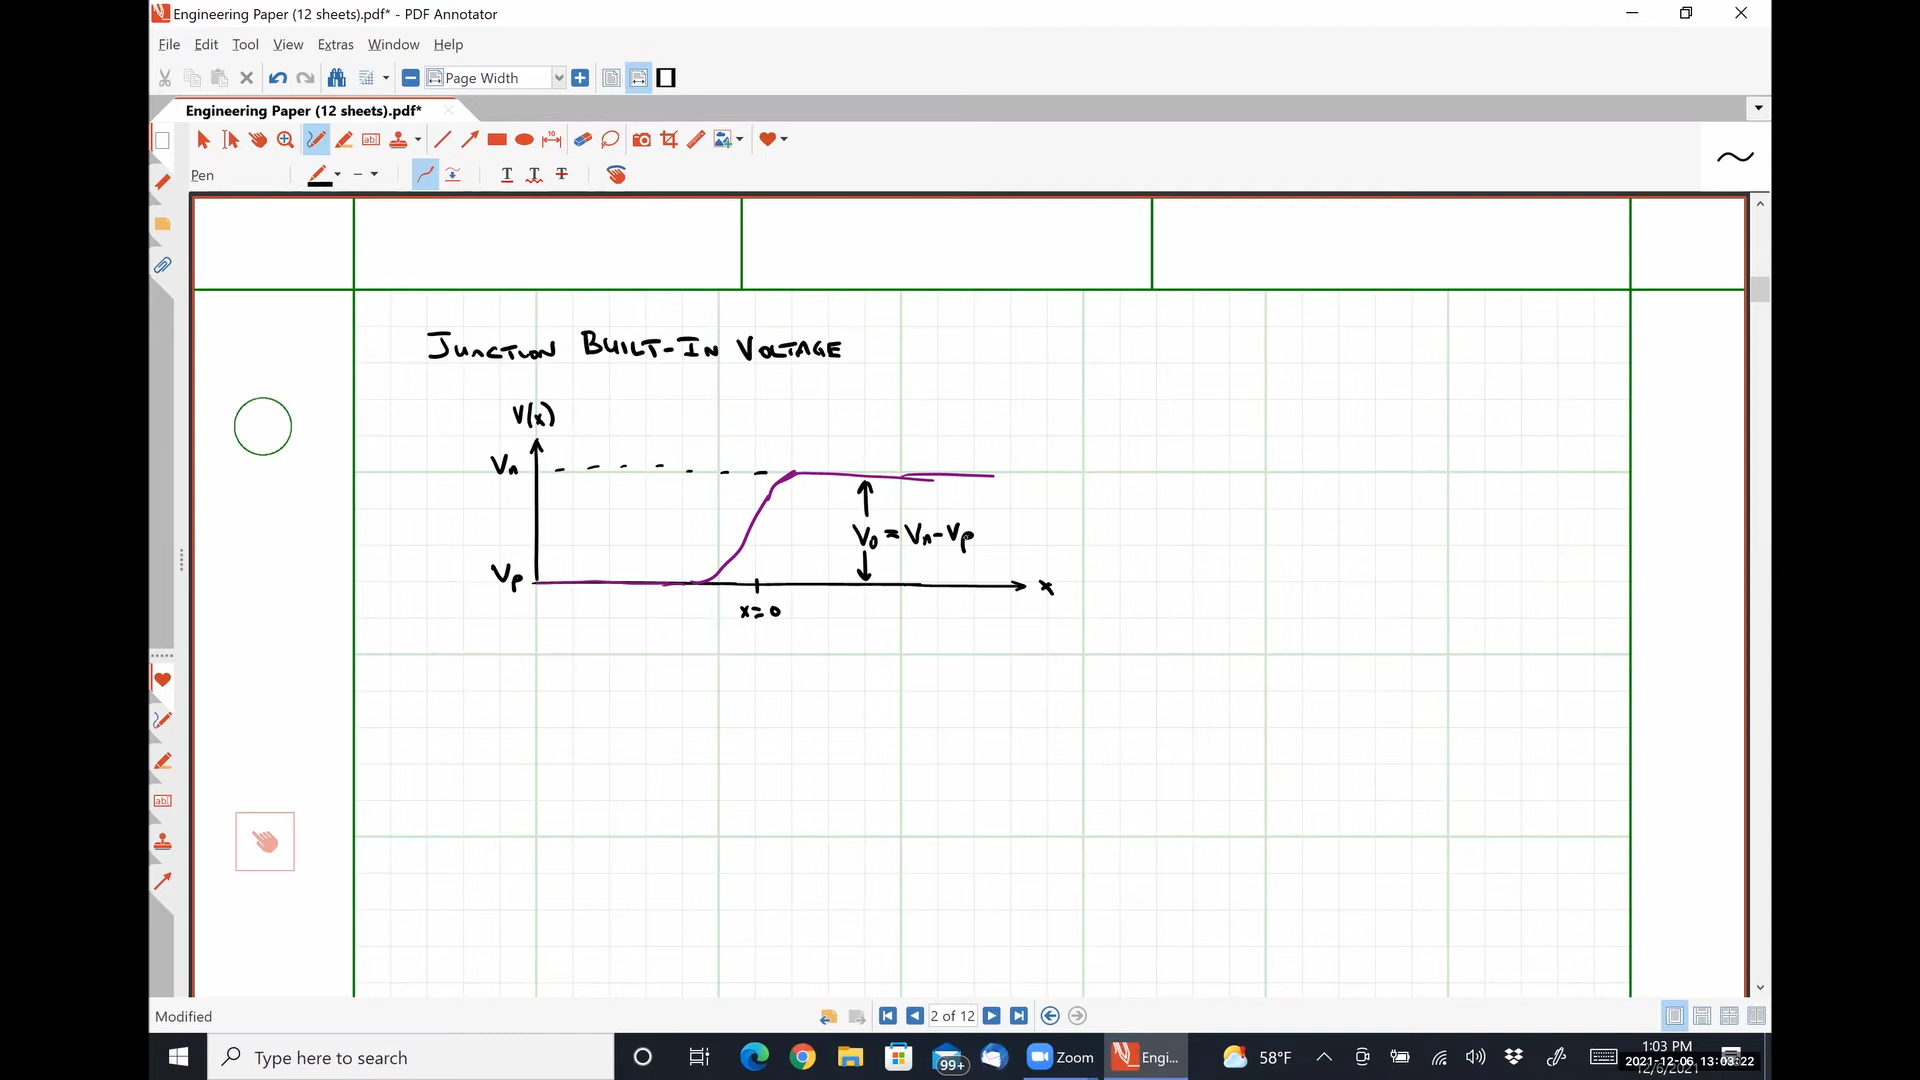 Engineering Paper (12 sheets).pdf* - PDF Annotator
File Edit Tool View Extras Window Help
Page Width
Engineering Paper (12 sheets).pdf*
Pen
JUNCTION BUILT-IN VOLTAGE
V(x)
Vn
V0 = Vn-Vp
Vp
x
x=0
Modified
2 of 12
Type here to search
99+
Zoom
Engi...
58°F
1:03 PM
2021-12-06, 13:03:22